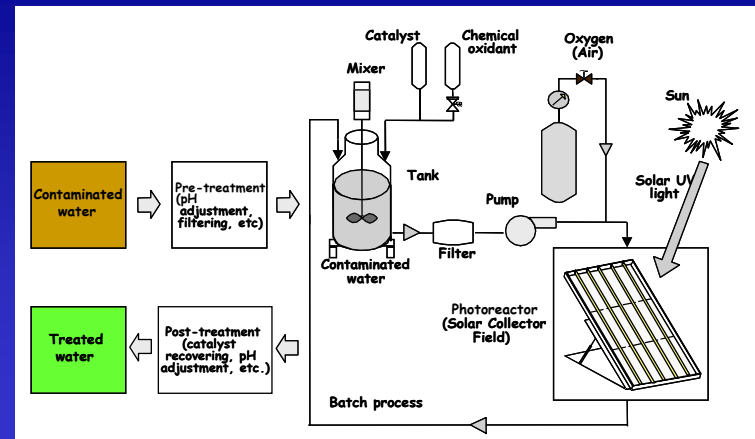 Catalyst
Chemical
oxidant
Oxygen
(Air)
Mixer
Sun
Contaminated
water
Pre-treatment
(pH
adjustment,
filtering, etc)
Tank
Solar UV
light
Pump
Filter
Contaminated
water
Photoreactor
(Solar Collector
Field)
Treated
water
Post-treatment
(catalyst
recovering, pH
adjustment, etc.)
Batch process